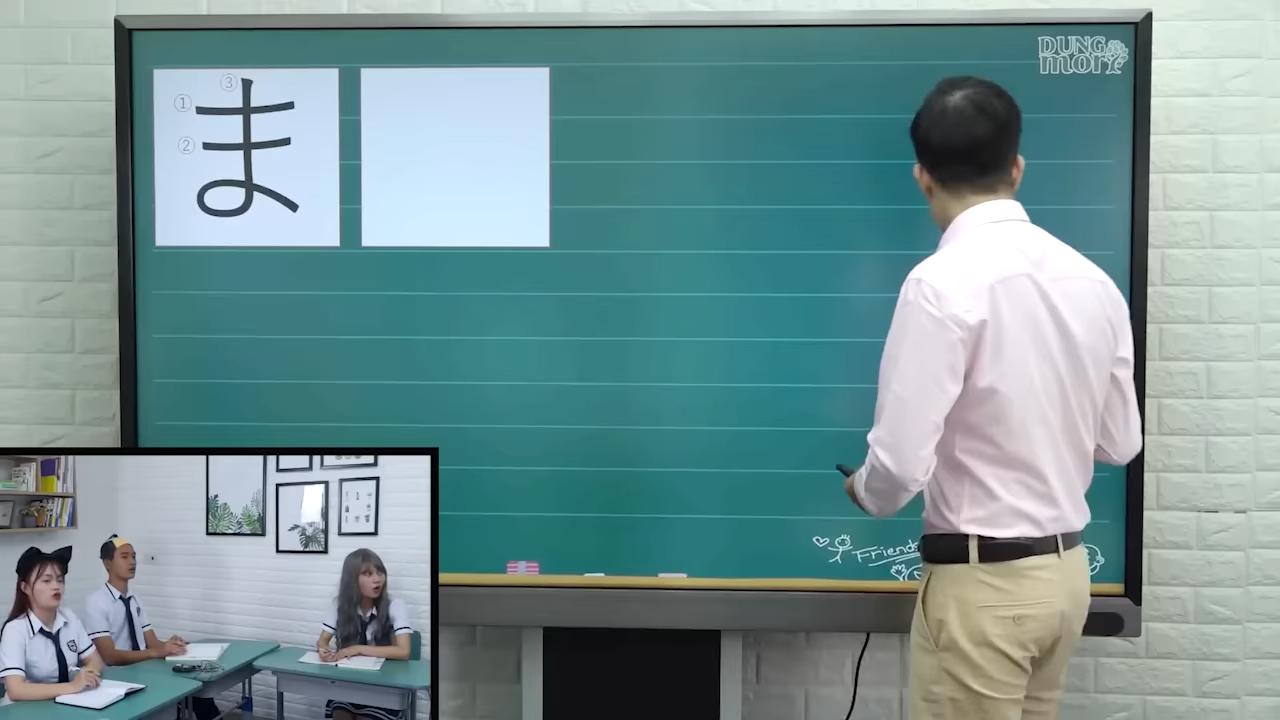 DUNG
mori
③
①
ま
②
Friends